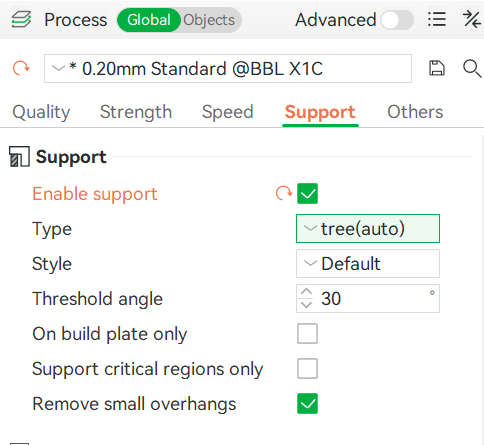 Process Global Objects Advanced
* 0.20mm Standard @BBL X1C
Quality Strength Speed Support Others
Support
Enable support
Type tree(auto)
Style Default
Threshold angle 30 °
On build plate only
Support critical regions only
Remove small overhangs